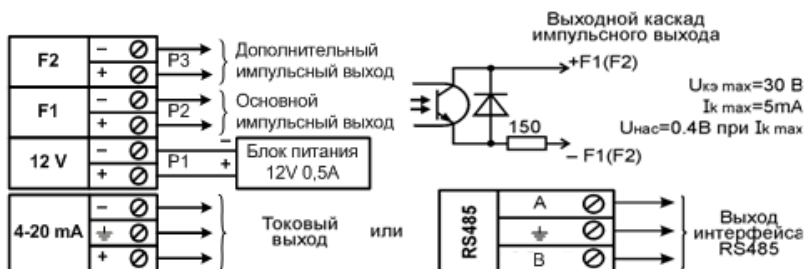 Выходной каскад
импульсного выхода
F2
–
+
P3
Дополнительный
импульсный выход
F1
–
+
P2
Основной
импульсный выход
12 V
–
+
P1
–
+
Блок питания
12V 0,5A
+F1(F2)
150
– F1(F2)
Uкэ max=30 В
Ik max=5mA
Uнас=0.4В при Ik max
4-20 mA
–
+
Токовый
выход
или
RS485
A
B
Выход
интерфейса
RS485